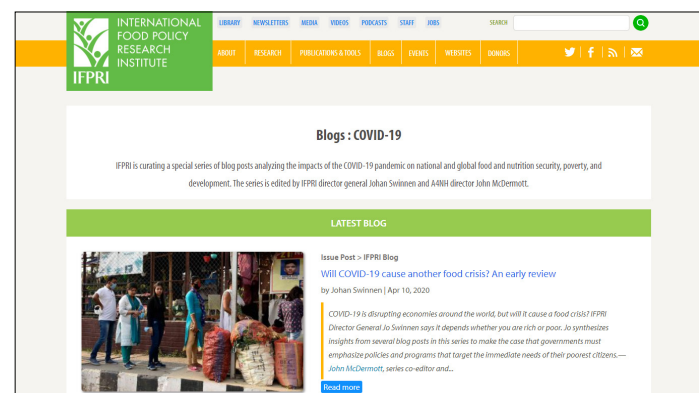 INTERNATIONAL
FOOD POLICY
RESEARCH
INSTITUTE
IFPRI
LIBRARY NEWSLETTERS MEDIA VIDEOS PODCASTS STAFF JOBS SEARCH
ABOUT RESEARCH PUBLICATIONS & TOOLS BLOGS EVENTS WEBSITES DONORS
Blogs : COVID-19
IFPRI is curating a special series of blog posts analyzing the impacts of the COVID-19 pandemic on national and global food and nutrition security, poverty, and
development. The series is edited by IFPRI director general Johan Swinnen and A4NH director John McDermott.
LATEST BLOG
Issue Post > IFPRI Blog
Will COVID-19 cause another food crisis? An early review
by Johan Swinnen | Apr 10, 2020
COVID-19 is disrupting economies around the world, but will it cause a food crisis? IFPRI
Director General Jo Swinnen says it depends whether you are rich or poor. Jo synthesizes
insights from several blog posts in this series to make the case that governments must
emphasize policies and programs that target the immediate needs of their poorest citizens.—
John McDermott, series co-editor and...
Read more